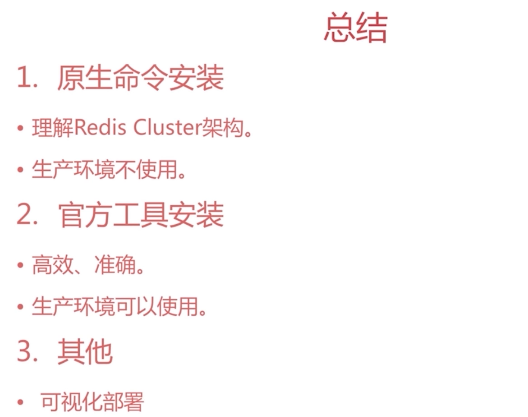 总结
1. 原生命令安装
• 理解Redis Cluster架构。
• 生产环境不使用。
2. 官方工具安装
• 高效、准确。
• 生产环境可以使用。
3. 其他
• 可视化部署